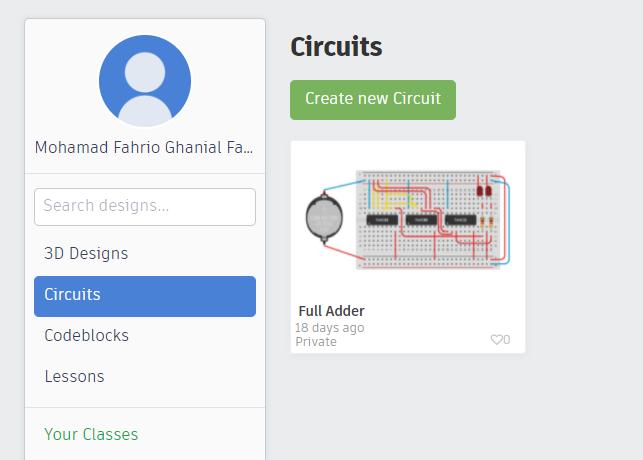 Mohamad Fahrio Ghanial Fa...
Search designs...
3D Designs
Circuits
Codeblocks
Lessons
Your Classes
Circuits
Create new Circuit
Full Adder
18 days ago
Private
0